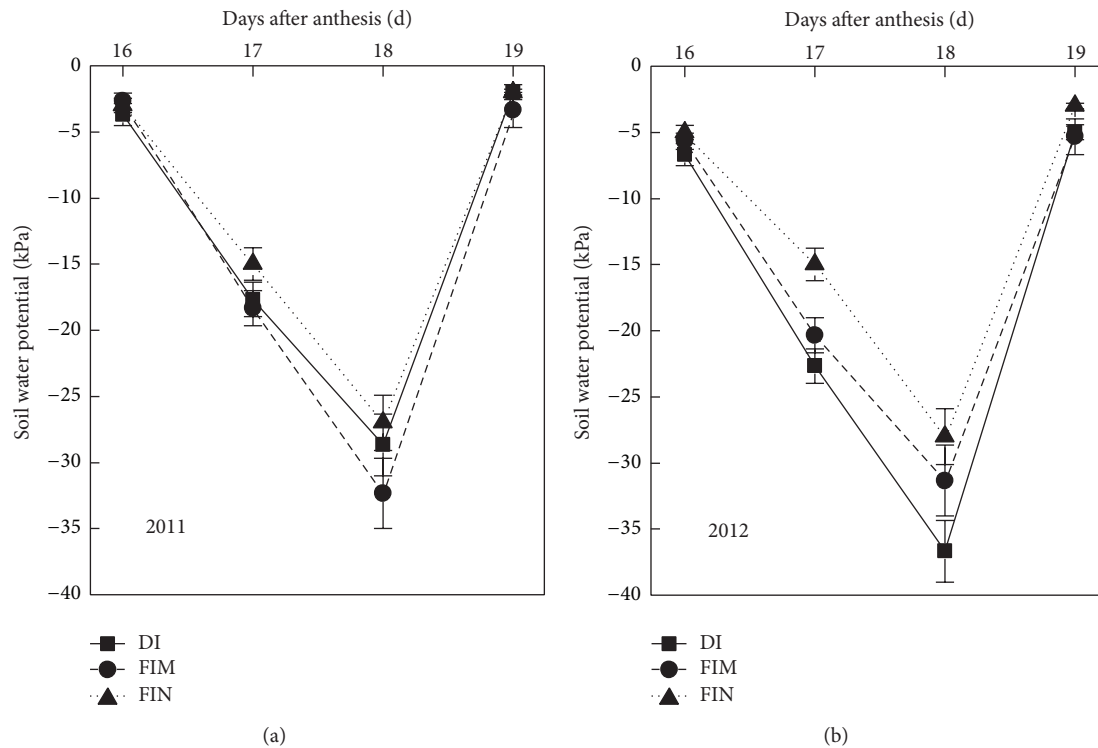 Days after anthesis (d)
16 17 18 19
0
−5
−10
−15
−20
−25
−30
−35
−40
Soil water potential (kPa)
2011
DI
FIM
FIN
(a)
Days after anthesis (d)
16 17 18 19
0
−5
−10
−15
−20
−25
−30
−35
−40
Soil water potential (kPa)
2012
DI
FIM
FIN
(b)